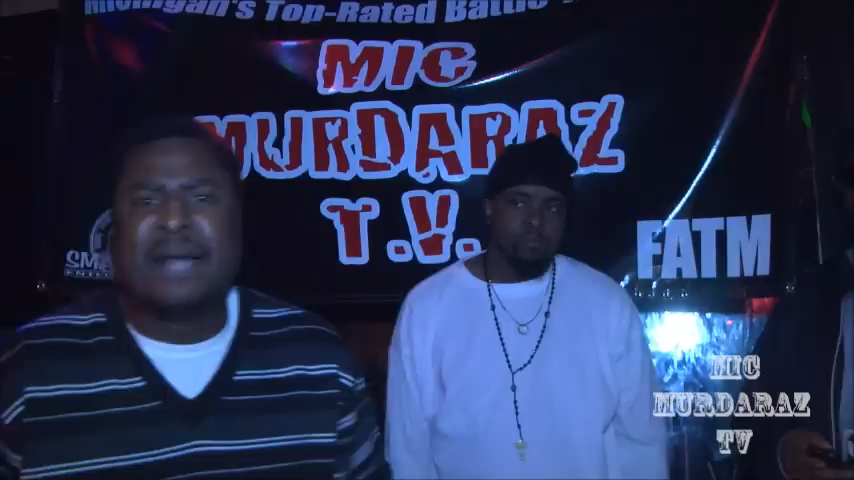 Michigan's Top-Rated Battle
MIC
MURDARAZ
T.V.
FATM
MIC
MURDARAZ
TV